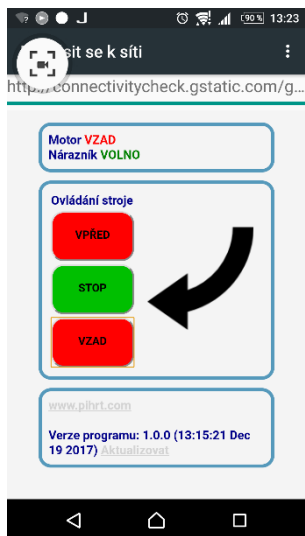 90 %
13:23
sit se k síti
http://connectivitycheck.gstatic.com/g...
Motor VZAD
Nárazník VOLNO
Ovládání stroje
VPŘED
STOP
VZAD
www.pihrt.com
Verze programu: 1.0.0 (13:15:21 Dec
19 2017) Aktualizovat